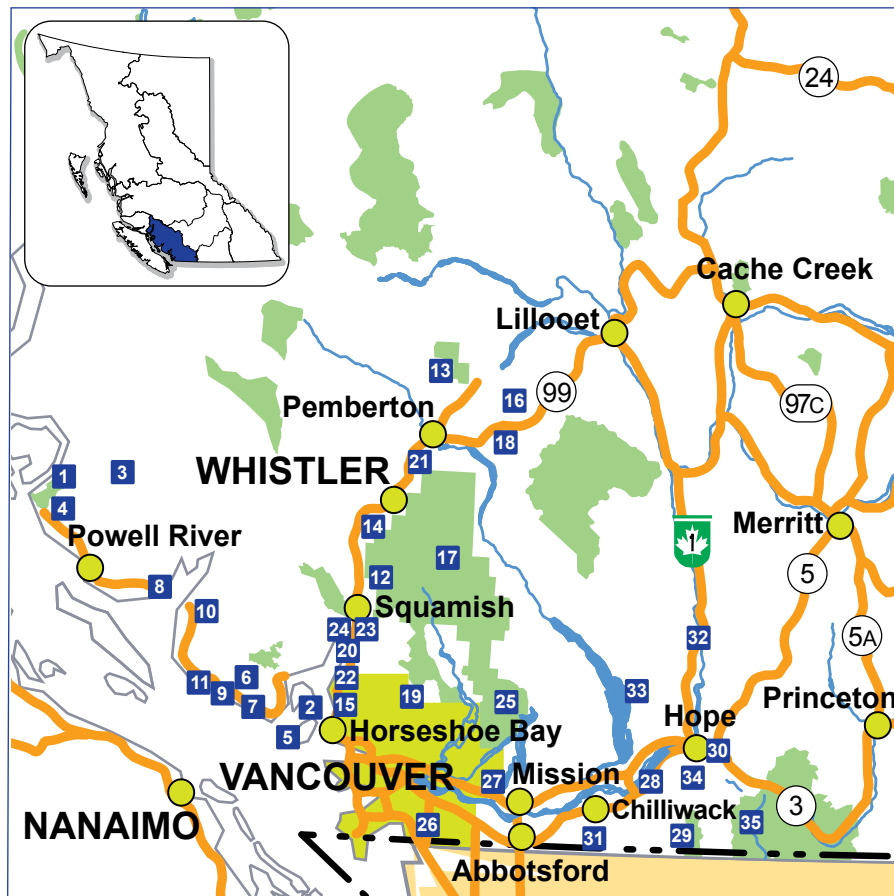 24
Cache Creek
Lillooet
13
99
16
97C
Pemberton
18
21
1
3
WHISTLER
4
14
Merritt
Powell River
1
17
5
8
12
10
Squamish
24
23
32
5A
20
6
11
22
9
33
Princeton
7
2
15
19
25
Hope
5
Horseshoe Bay
30
VANCOUVER
27
Mission
28
34
NANAIMO
Chilliwack
3
26
31
29
35
Abbotsford